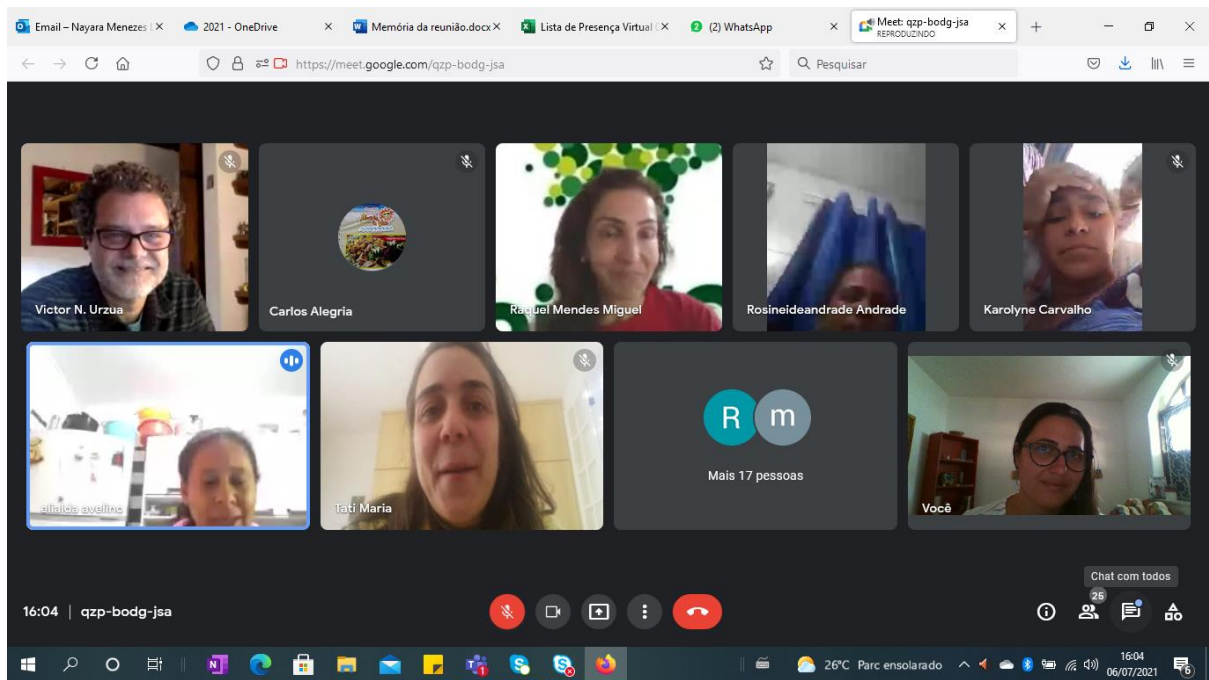 Email – Nayara Menezes
2021 - OneDrive
Memória da reunião.docx
Lista de Presença Virtual
(2) WhatsApp
Meet: qzp-bodg-jsa
REPRODUZINDO
https://meet.google.com/qzp-bodg-jsa
Pesquisar
Victor N. Urzua
Carlos Alegria
Raquel Mendes Miguel
Rosineideandrade Andrade
Karolyne Carvalho
Tati Maria
R m
Mais 17 pessoas
Você
Chat com todos
16:04 | qzp-bodg-jsa
26
26°C Parc ensolarado
16:04
06/07/2021
6